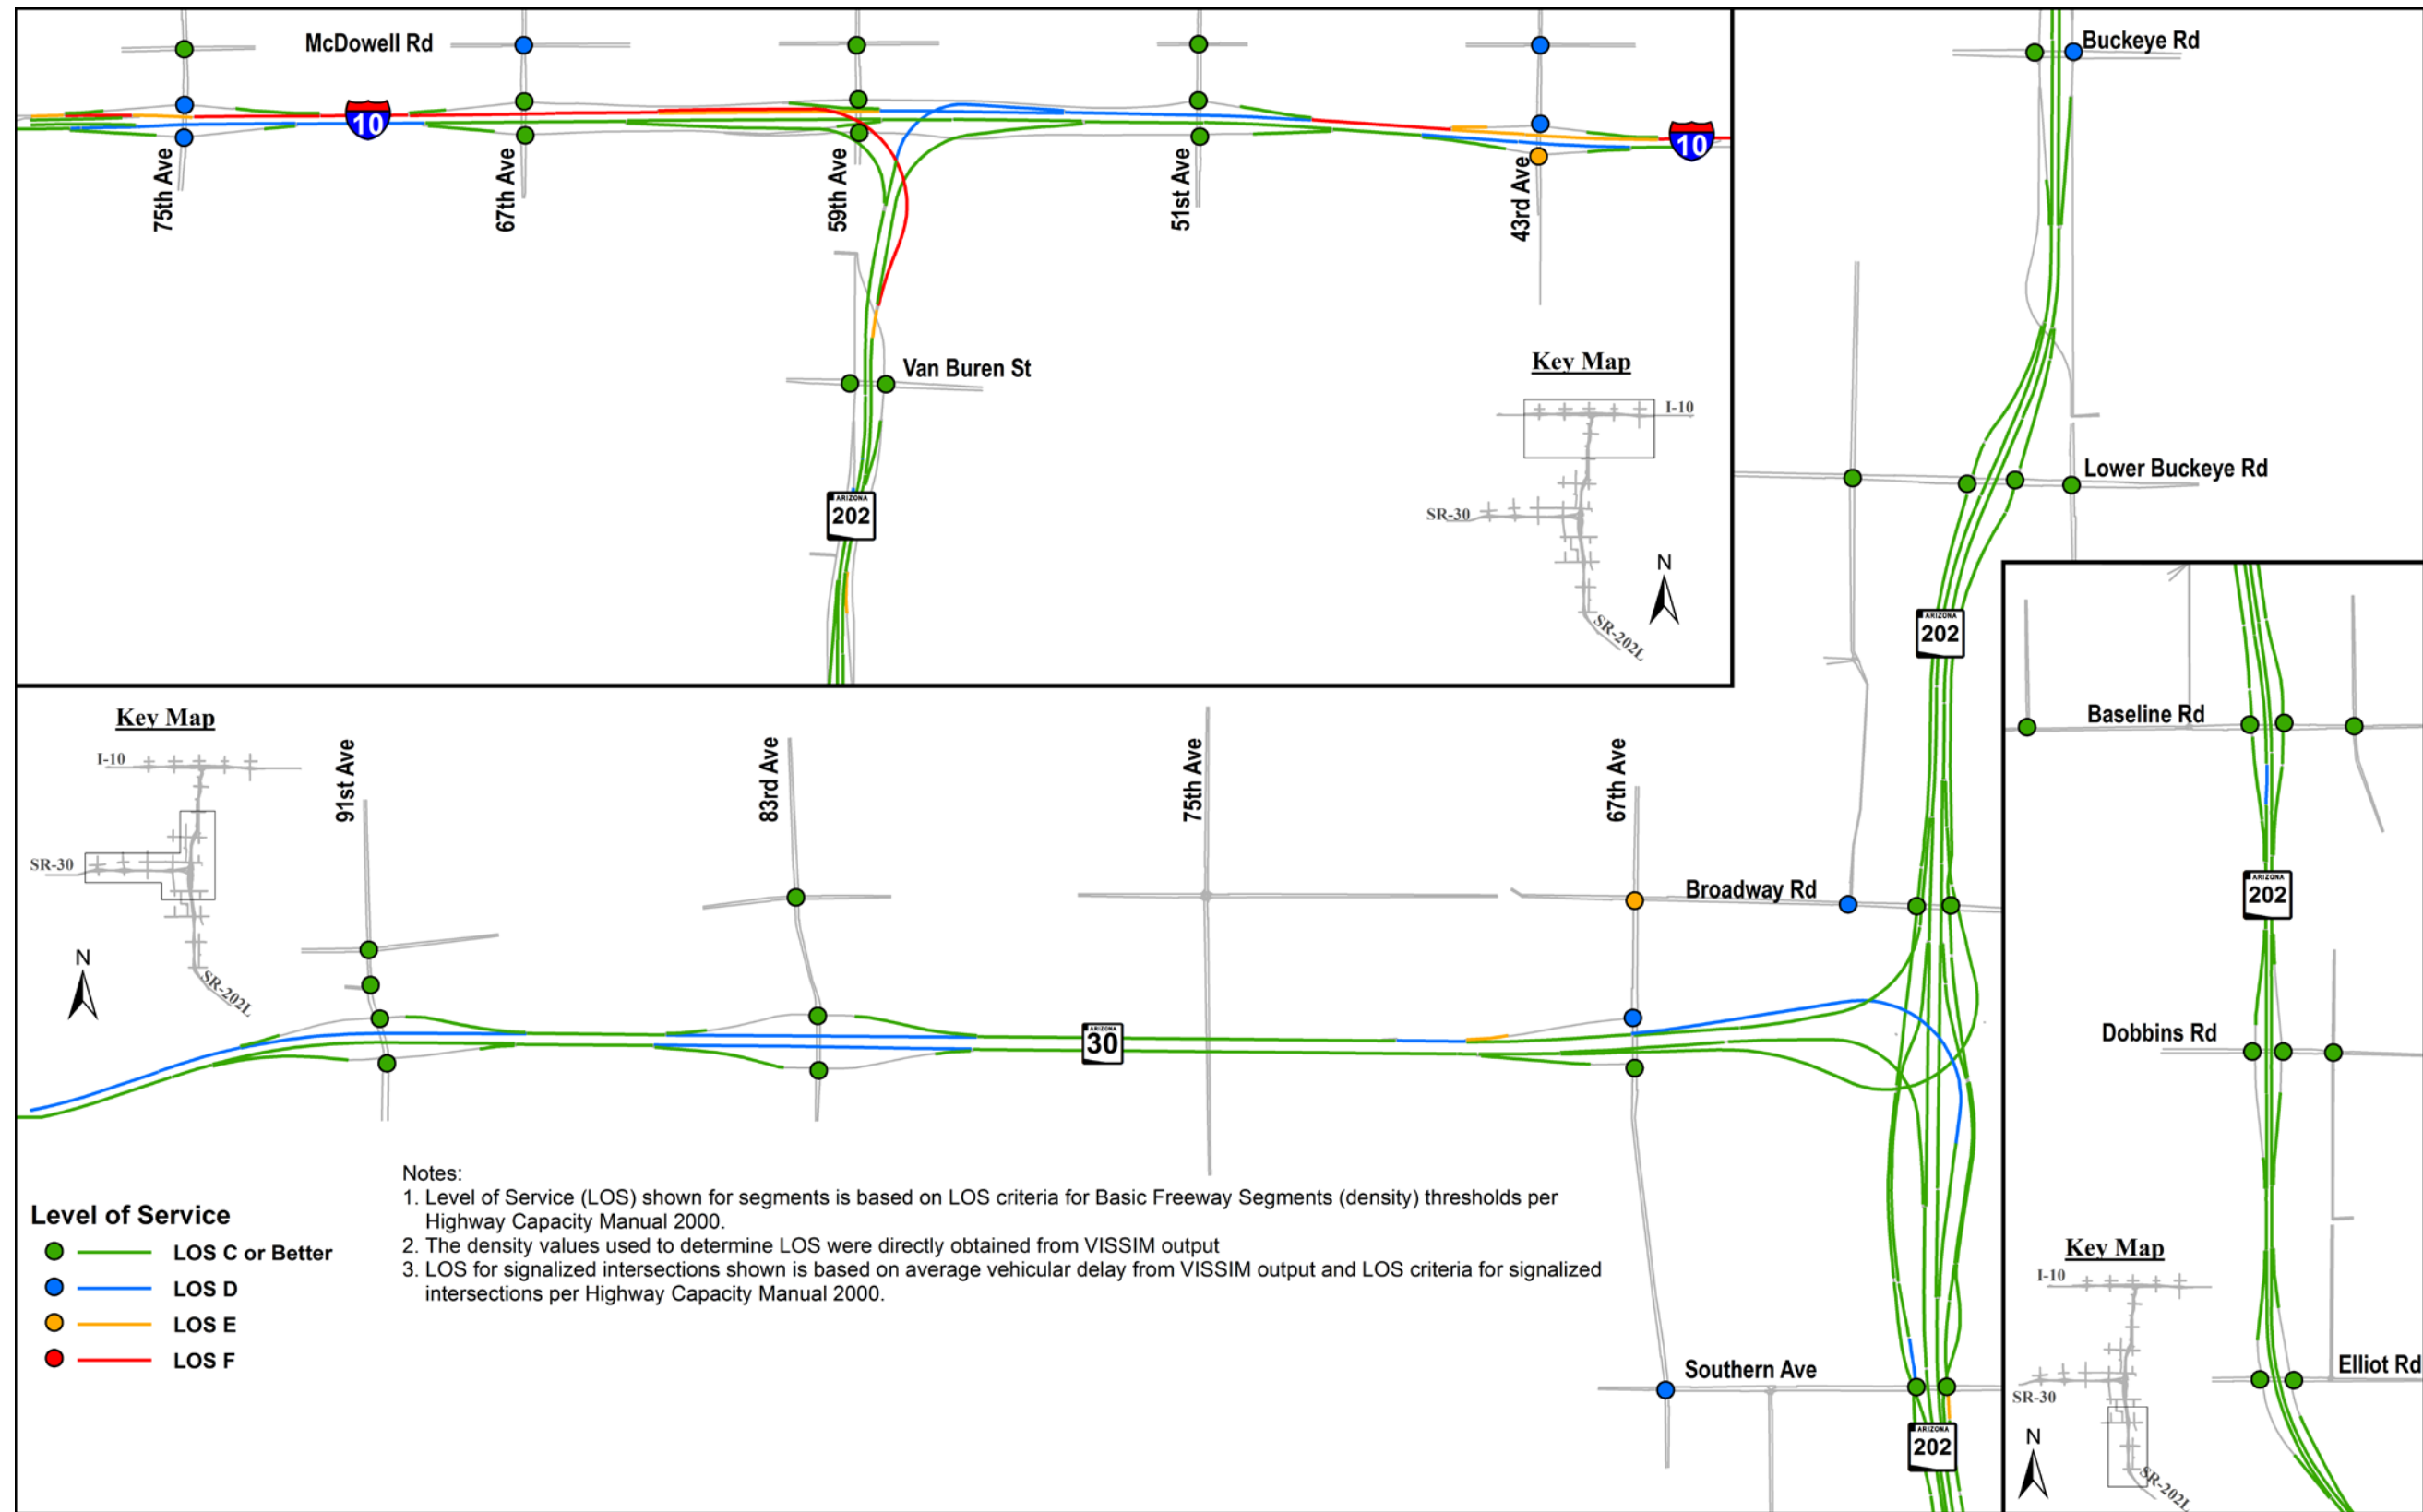 McDowell Rd
10
10
75th Ave
67th Ave
59th Ave
51st Ave
43rd Ave
Van Buren St
ARIZONA
202
Key Map
I-10
SR-30
SR-202L
N
Buckeye Rd
Lower Buckeye Rd
ARIZONA
202
Key Map
I-10
SR-30
SR-202L
N
91st Ave
83rd Ave
75th Ave
67th Ave
Broadway Rd
ARIZONA
30
Southern Ave
ARIZONA
202
Baseline Rd
ARIZONA
202
Dobbins Rd
Elliot Rd
Key Map
I-10
SR-30
SR-202L
N
Level of Service
LOS C or Better
LOS D
LOS E
LOS F
Notes:
1. Level of Service (LOS) shown for segments is based on LOS criteria for Basic Freeway Segments (density) thresholds per
Highway Capacity Manual 2000.
2. The density values used to determine LOS were directly obtained from VISSIM output
3. LOS for signalized intersections shown is based on average vehicular delay from VISSIM output and LOS criteria for signalized
intersections per Highway Capacity Manual 2000.